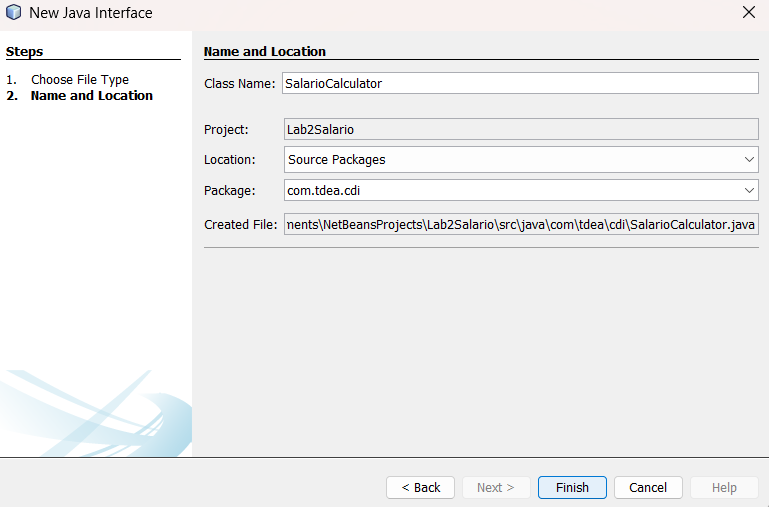 New Java Interface
Steps
1. Choose File Type
2. Name and Location
Name and Location
Class Name: SalarioCalculator
Project: Lab2Salario
Location: Source Packages
Package: com.tdea.cdi
Created File: nents\NetBeansProjects\Lab2Salario\src\java\com\tdea\cdi\SalarioCalculator.java
< Back Next > Finish Cancel Help